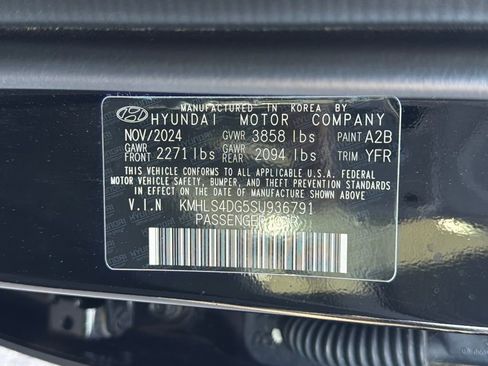 MANUFACTURED IN KOREA BY
HYUNDAI MOTOR COMPANY
NOV/2024 GVWR 3858 lbs PAINT A2B
GAWR FRONT 2271 lbs GAWR REAR 2094 lbs TRIM YFR
THIS VEHICLE CONFORMS TO ALL APPLICABLE U.S.A. FEDERAL
MOTOR VEHICLE SAFETY, BUMPER, AND THEFT PREVENTION STANDARDS
IN EFFECT ON THE DATE OF MANUFACTURE SHOWN ABOVE.
V.I.N KMHLS4DG5SU936791
PASSENGER CAR